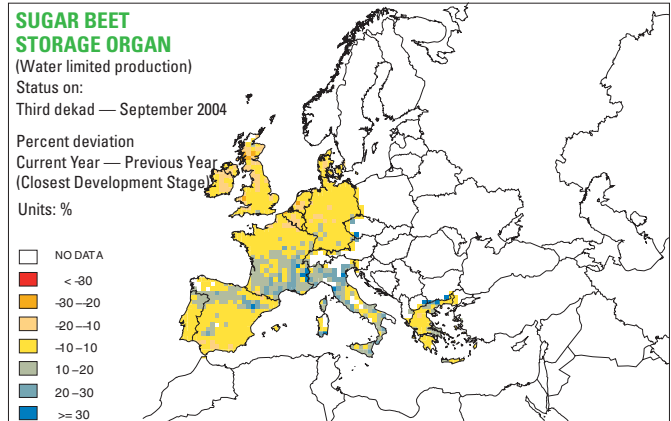 SUGAR BEET
STORAGE ORGAN
(Water limited production)
Status on:
Third dekad — September 2004
Percent deviation
Current Year — Previous Year
(Closest Development Stage)
Units: %
NO DATA
< -30
-30 –-20
-20 –-10
-10 –10
10 –20
20 –30
>= 30